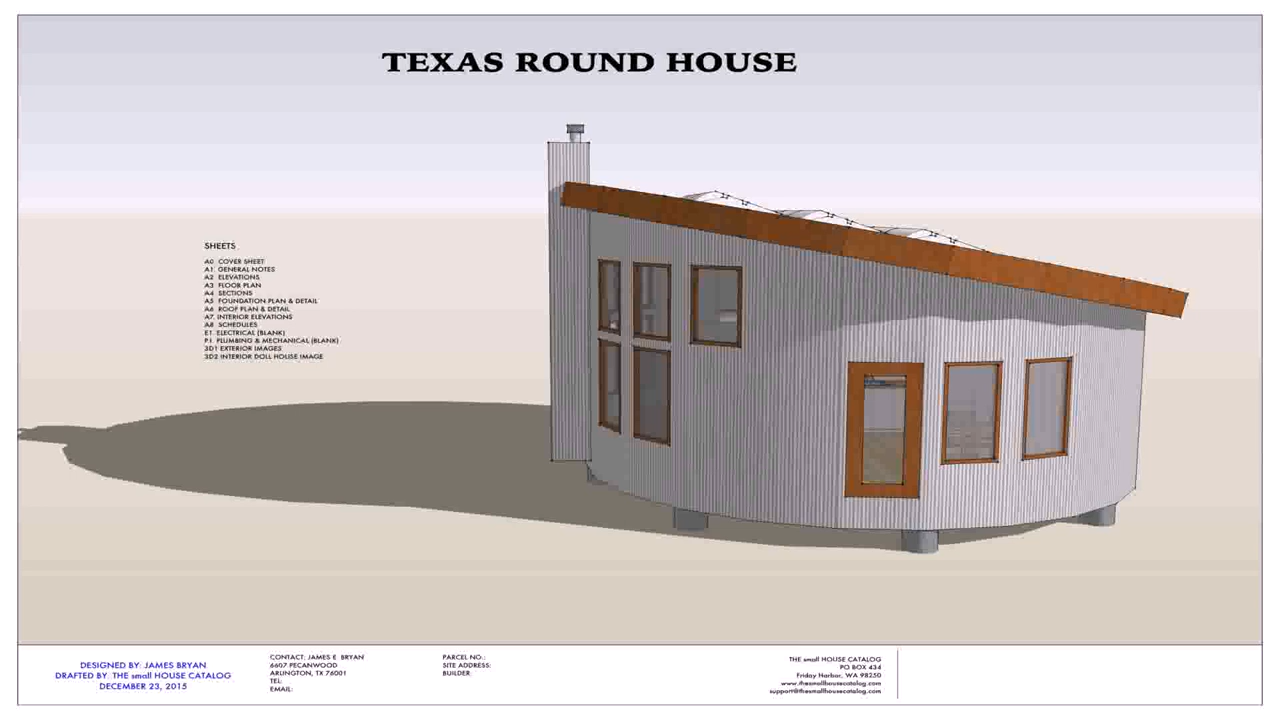 TEXAS ROUND HOUSE
SHEETS
A0 COVER SHEET
A1 GENERAL NOTES
A2 ELEVATIONS
A3 FLOOR PLAN
A4 SECTIONS
A5 FOUNDATION PLAN & DETAIL
A6 ROOF PLAN & DETAIL
A7 INTERIOR ELEVATIONS
A8 SCHEDULES
E1 ELECTRICAL (BLANK)
P1 PLUMBING & MECHANICAL (BLANK)
3D1 EXTERIOR IMAGES
3D2 INTERIOR DOLL HOUSE IMAGE
DESIGNED BY: JAMES BRYAN
DRAFTED BY: THE small HOUSE CATALOG
DECEMBER 23, 2015
CONTACT: JAMES E BRYAN
6607 PECANWOOD
ARLINGTON, TX 76001
TEL:
EMAIL:
PARCEL NO.:
SITE ADDRESS:
BUILDER:
THE small HOUSE CATALOG
PO BOX 434
Friday Harbor, WA 98250
www.thesmallhousecatalog.com
support@thesmallhousecatalog.com